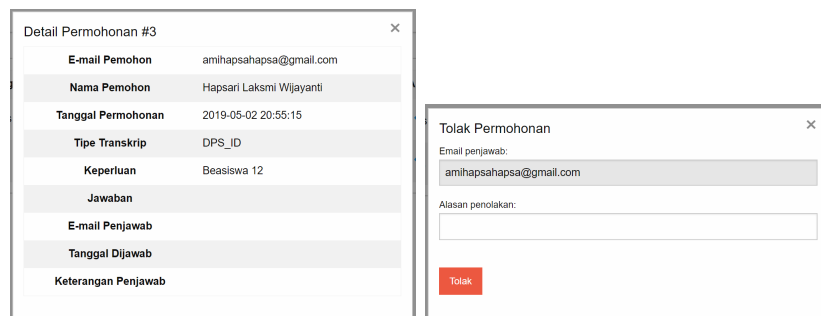 Detail Permohonan #3 ×
E-mail Pemohon amihapsahapsa@gmail.com
Nama Pemohon Hapsari Laksmi Wijayanti
Tanggal Permohonan 2019-05-02 20:55:15
Tipe Transkrip DPS_ID
Keperluan Beasiswa 12
Jawaban
E-mail Penjawab
Tanggal Dijawab
Keterangan Penjawab
Tolak Permohonan ×
Email penjawab:
amihapsahapsa@gmail.com
Alasan penolakan:
Tolak